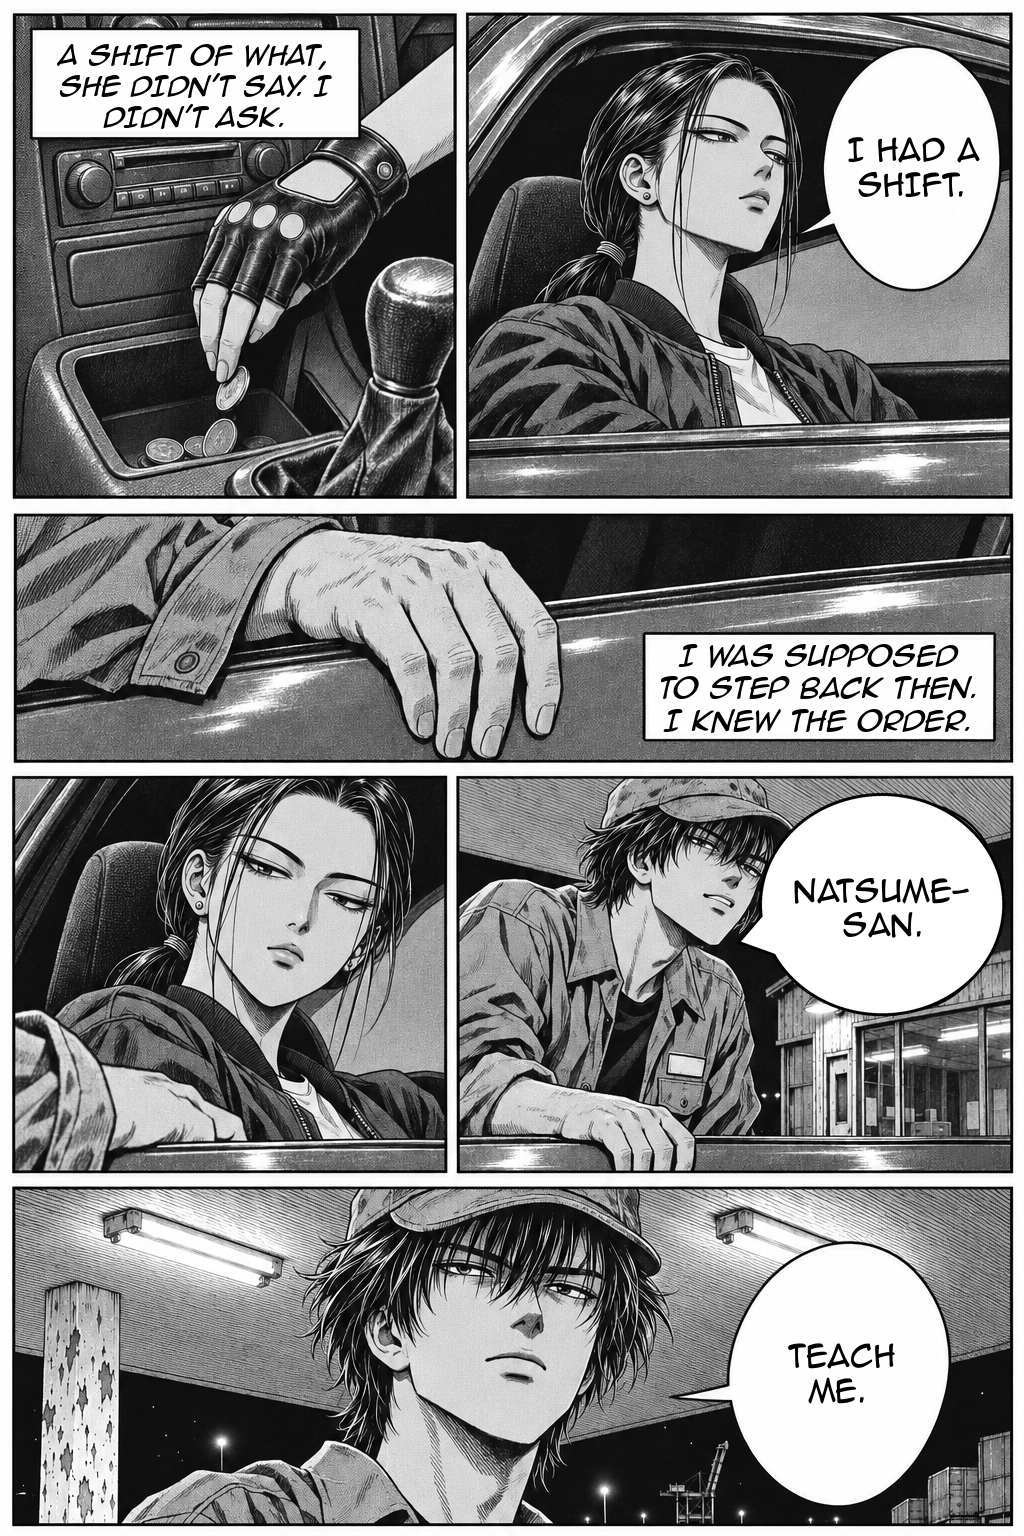 I HAD A
SHIFT.
A SHIFT OF WHAT,
SHE DIDN'T SAY. I
DIDN'T ASK.
I WAS SUPPOSED
TO STEP BACK THEN.
I KNEW THE ORDER.
NATSUME-
SAN.
TEACH
ME.